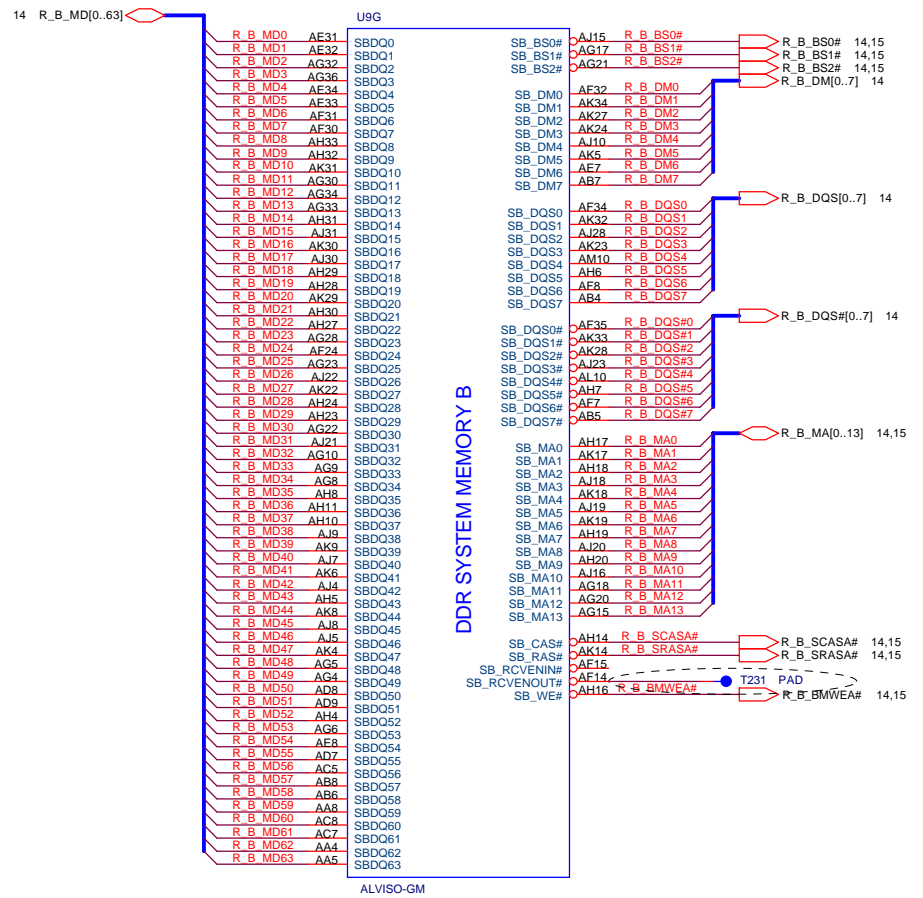 14 R_B_MD[0..63]
U9G
R_B_MD0 AE31 SBDQ0
R_B_MD1 AE32 SBDQ1
R_B_MD2 AG32 SBDQ2
R_B_MD3 AG36 SBDQ3
R_B_MD4 AE34 SBDQ4
R_B_MD5 AE33 SBDQ5
R_B_MD6 AF31 SBDQ6
R_B_MD7 AF30 SBDQ7
R_B_MD8 AH33 SBDQ8
R_B_MD9 AH32 SBDQ9
R_B_MD10 AK31 SBDQ10
R_B_MD11 AG30 SBDQ11
R_B_MD12 AG34 SBDQ12
R_B_MD13 AG33 SBDQ13
R_B_MD14 AH31 SBDQ14
R_B_MD15 AJ31 SBDQ15
R_B_MD16 AK30 SBDQ16
R_B_MD17 AJ30 SBDQ17
R_B_MD18 AH29 SBDQ18
R_B_MD19 AH28 SBDQ19
R_B_MD20 AK29 SBDQ20
R_B_MD21 AH30 SBDQ21
R_B_MD22 AH27 SBDQ22
R_B_MD23 AG28 SBDQ23
R_B_MD24 AF24 SBDQ24
R_B_MD25 AG23 SBDQ25
R_B_MD26 AJ22 SBDQ26
R_B_MD27 AK22 SBDQ27
R_B_MD28 AH24 SBDQ28
R_B_MD29 AH23 SBDQ29
R_B_MD30 AG22 SBDQ30
R_B_MD31 AJ21 SBDQ31
R_B_MD32 AG10 SBDQ32
R_B_MD33 AG9 SBDQ33
R_B_MD34 AG8 SBDQ34
R_B_MD35 AH8 SBDQ35
R_B_MD36 AH11 SBDQ36
R_B_MD37 AH10 SBDQ37
R_B_MD38 AJ9 SBDQ38
R_B_MD39 AK9 SBDQ39
R_B_MD40 AJ7 SBDQ40
R_B_MD41 AK6 SBDQ41
R_B_MD42 AJ4 SBDQ42
R_B_MD43 AH5 SBDQ43
R_B_MD44 AK8 SBDQ44
R_B_MD45 AJ8 SBDQ45
R_B_MD46 AJ5 SBDQ46
R_B_MD47 AK4 SBDQ47
R_B_MD48 AG5 SBDQ48
R_B_MD49 AG4 SBDQ49
R_B_MD50 AD8 SBDQ50
R_B_MD51 AD9 SBDQ51
R_B_MD52 AH4 SBDQ52
R_B_MD53 AG6 SBDQ53
R_B_MD54 AE8 SBDQ54
R_B_MD55 AD7 SBDQ55
R_B_MD56 AC5 SBDQ56
R_B_MD57 AB8 SBDQ57
R_B_MD58 AB6 SBDQ58
R_B_MD59 AA8 SBDQ59
R_B_MD60 AC8 SBDQ60
R_B_MD61 AC7 SBDQ61
R_B_MD62 AA4 SBDQ62
R_B_MD63 AA5 SBDQ63
DDR SYSTEM MEMORY B
SB_BS0# AJ15 R_B_BS0# R_B_BS0# 14,15
SB_BS1# AG17 R_B_BS1# R_B_BS1# 14,15
SB_BS2# AG21 R_B_BS2# R_B_BS2# 14,15
R_B_DM[0..7] 14
SB_DM0 AF32 R_B_DM0
SB_DM1 AK34 R_B_DM1
SB_DM2 AK27 R_B_DM2
SB_DM3 AK24 R_B_DM3
SB_DM4 AJ10 R_B_DM4
SB_DM5 AK5 R_B_DM5
SB_DM6 AE7 R_B_DM6
SB_DM7 AB7 R_B_DM7
R_B_DQS[0..7] 14
SB_DQS0 AF34 R_B_DQS0
SB_DQS1 AK32 R_B_DQS1
SB_DQS2 AJ28 R_B_DQS2
SB_DQS3 AK23 R_B_DQS3
SB_DQS4 AM10 R_B_DQS4
SB_DQS5 AH6 R_B_DQS5
SB_DQS6 AF8 R_B_DQS6
SB_DQS7 AB4 R_B_DQS7
R_B_DQS#[0..7] 14
SB_DQS0# AF35 R_B_DQS#0
SB_DQS1# AK33 R_B_DQS#1
SB_DQS2# AK28 R_B_DQS#2
SB_DQS3# AJ23 R_B_DQS#3
SB_DQS4# AL10 R_B_DQS#4
SB_DQS5# AH7 R_B_DQS#5
SB_DQS6# AF7 R_B_DQS#6
SB_DQS7# AB5 R_B_DQS#7
R_B_MA[0..13] 14,15
SB_MA0 AH17 R_B_MA0
SB_MA1 AK17 R_B_MA1
SB_MA2 AH18 R_B_MA2
SB_MA3 AJ18 R_B_MA3
SB_MA4 AK18 R_B_MA4
SB_MA5 AJ19 R_B_MA5
SB_MA6 AK19 R_B_MA6
SB_MA7 AH19 R_B_MA7
SB_MA8 AJ20 R_B_MA8
SB_MA9 AH20 R_B_MA9
SB_MA10 AJ16 R_B_MA10
SB_MA11 AG18 R_B_MA11
SB_MA12 AG20 R_B_MA12
SB_MA13 AG15 R_B_MA13
SB_CAS# AH14 R_B_SCASA# R_B_SCASA# 14,15
SB_RAS# AK14 R_B_SRASA# R_B_SRASA# 14,15
SB_RCVENIN# AF15
SB_RCVENOUT# AF14 T231 PAD
SB_WE# AH16 R_B_BMWEA# R_B_BMWEA# 14,15
ALVISO-GM